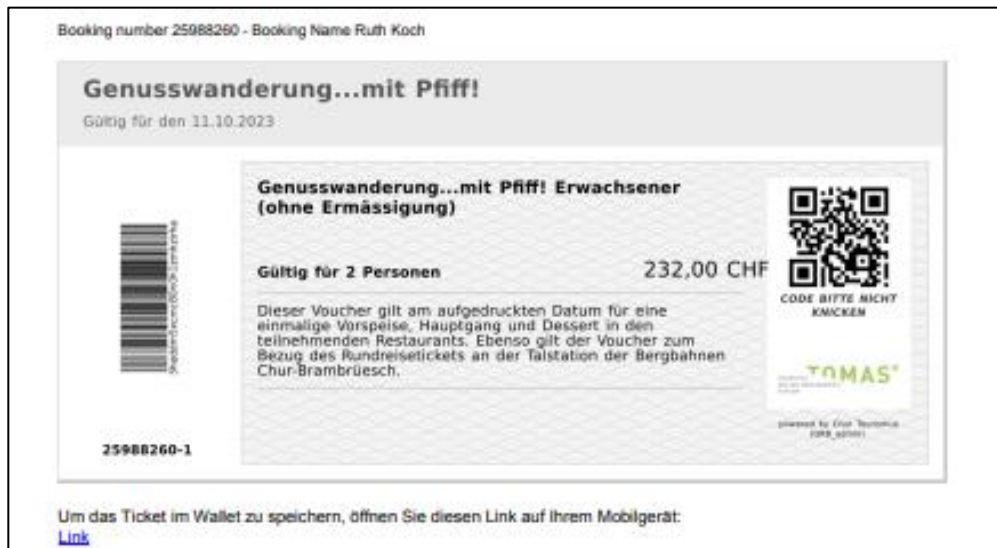 Booking number 25988260 - Booking Name Ruth Koch
Genusswanderung...mit Pfiff!
Gültig für den 11.10.2023
Genusswanderung...mit Pfiff! Erwachsener
(ohne Ermässigung)
Gültig für 2 Personen
232,00 CHF
Dieser Voucher gilt am aufgedruckten Datum für eine
einmalige Vorspeise, Hauptgang und Dessert in den
teilnehmenden Restaurants. Ebenso gilt der Voucher zum
Bezug des Rundreisetickets an der Talstation der Bergbahnen
Chur-Brambrüesch.
CODE BITTE NICHT
KNICKEN
TOMAS
powered by Chur Tourismus
25988260-1
Um das Ticket im Wallet zu speichern, öffnen Sie diesen Link auf Ihrem Mobilgerät:
Link